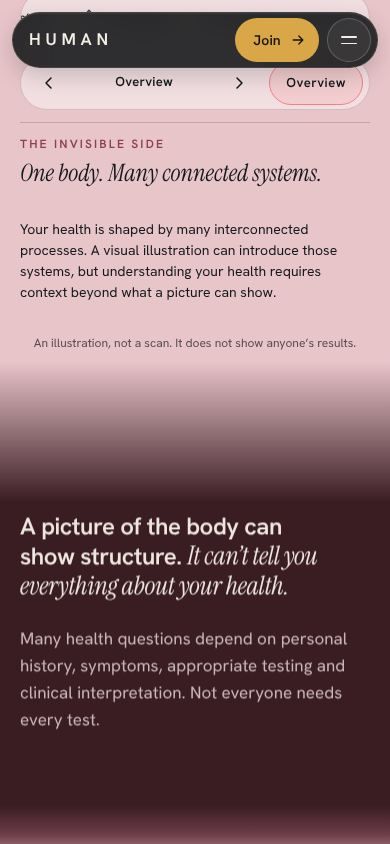 HUMAN
Join
Overview
Overview
THE INVISIBLE SIDE
One body. Many connected systems.
Your health is shaped by many interconnected
processes. A visual illustration can introduce those
systems, but understanding your health requires
context beyond what a picture can show.
An illustration, not a scan. It does not show anyone’s results.
A picture of the body can
show structure. It can’t tell you
everything about your health.
Many health questions depend on personal
history, symptoms, appropriate testing and
clinical interpretation. Not everyone needs
every test.